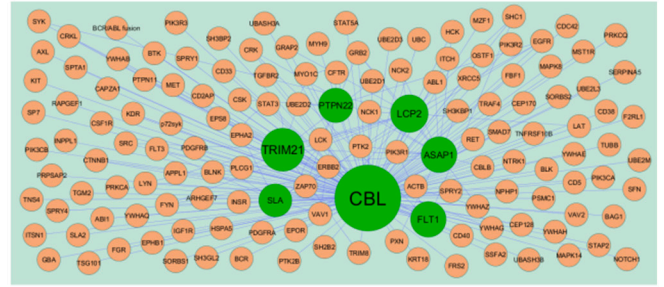 SYK
CRKL
BCR/ABL fusion
PIK3R3
UBASH3A
STAT5A
SHC1
AXL
YWHAB
BTK
SPRY1
SH3BP2
CRK
GRAP2
MYH9
GRB2
UBE2D3
UBC
HCK
MZF1
PIK3R2
EGFR
CDC42
PRKCQ
SPTA1
PTPN11
CD33
TGFBR2
MYO1C
CFTR
ITCH
OSTF1
MST1R
KIT
CAPZA1
MET
CD2AP
CSK
STAT3
UBE2D2
UBE2D1
NCK2
ABL1
XRCC5
FBF1
MAPK8
SERPINA5
SP7
RAPGEF1
CSF1R
KDR
p72syk
EPS8
EPHA2
PTPN22
NCK1
LCP2
SH3KBP1
TRAF4
CEP170
SORBS2
UBE2L3
CD38
F2RL1
PIK3CB
INPPL1
CTNNB1
SRC
FLT3
PDGFRB
TRIM21
LCK
PTK2
PIK3R1
ASAP1
RET
SMAD7
TNFRSF10B
LAT
TUBB
PRPSAP2
PLCG1
ERBB2
CBLB
NTRK1
YWHAE
BLK
UBE2M
TNS4
TGM2
PRKCA
LYN
APPL1
BLNK
ZAP70
CBL
ACTB
SPRY2
NPHP1
CD5
PIK3CA
SFN
SPRY4
ABI1
YWHAQ
FYN
ARHGEF7
INSR
SLA
VAV1
FLT1
YWHAZ
PSMC1
VAV2
BAG1
ITSN1
SLA2
FGR
EPHB1
IGF1R
HSPA5
PDGFRA
EPOR
SH2B2
TRIM8
PXN
CD40
YWHAG
CEP128
YWHAH
STAP2
GBA
TSG101
SORBS1
SH3GL2
BCR
PTK2B
KRT18
FRS2
SSFA2
UBASH3B
MAPK14
NOTCH1